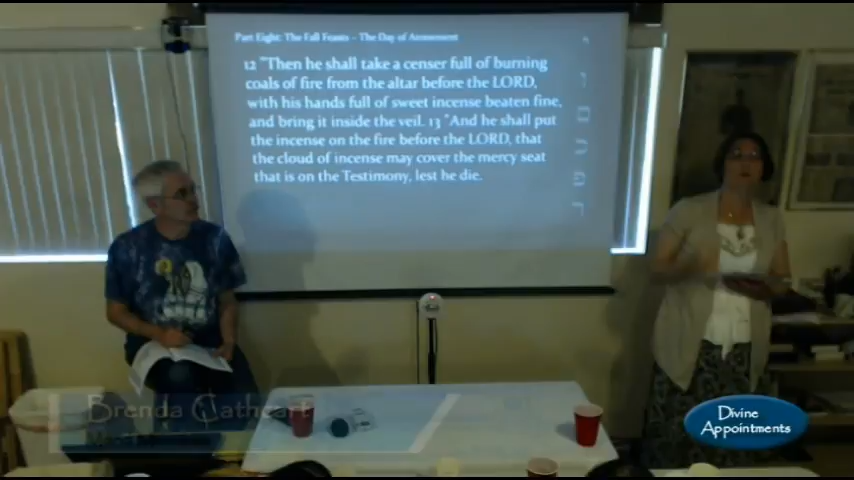 Part Eight: The Fall Feasts – The Day of Atonement
12 "Then he shall take a censer full of burning
coals of fire from the altar before the LORD,
with his hands full of sweet incense beaten fine,
and bring it inside the veil. 13 "And he shall put
the incense on the fire before the LORD, that
the cloud of incense may cover the mercy seat
that is on the Testimony, lest he die.
Brenda Cathcart
Divine
Appointments